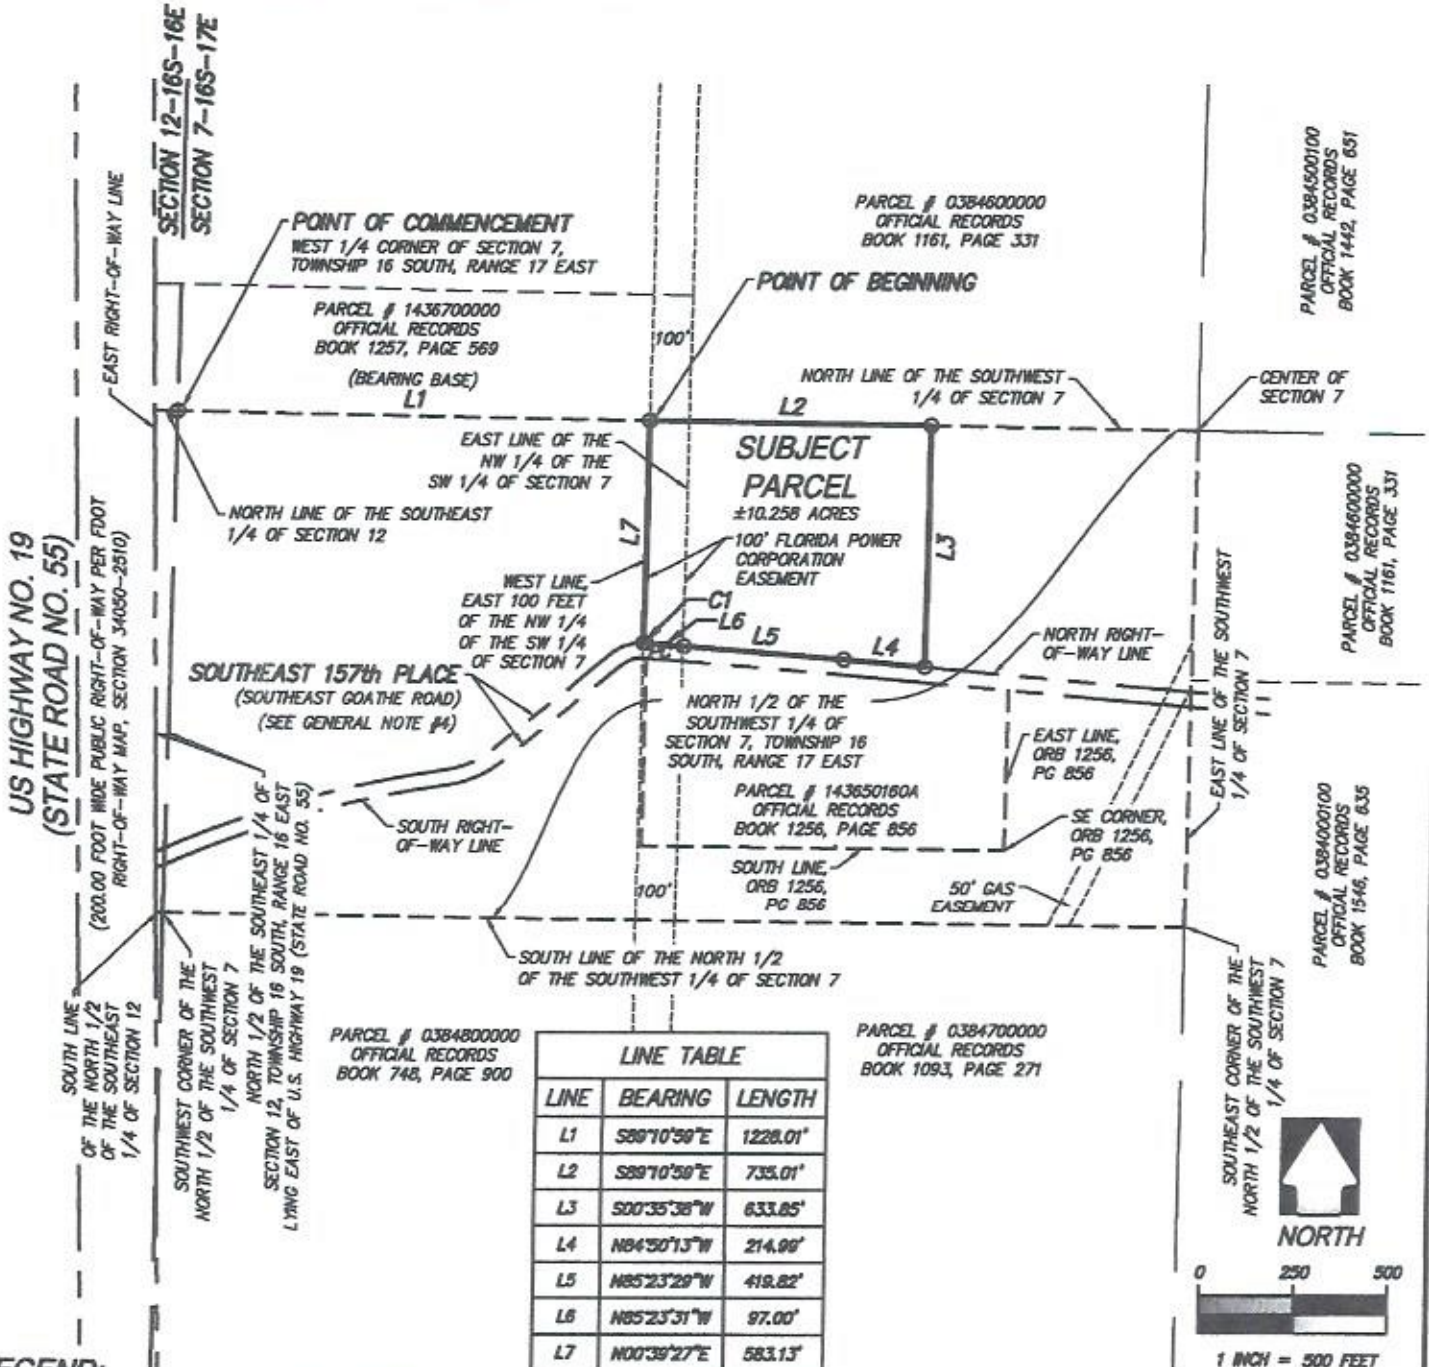 SECTION 12-16S-16E
SECTION 7-16S-17E
EAST RIGHT-OF-WAY LINE
POINT OF COMMENCEMENT
WEST 1/4 CORNER OF SECTION 7,
TOWNSHIP 16 SOUTH, RANGE 17 EAST
PARCEL # 1436700000
OFFICIAL RECORDS
BOOK 1257, PAGE 569
(BEARING BASE)
L1
PARCEL # 0384600000
OFFICIAL RECORDS
BOOK 1161, PAGE 331
POINT OF BEGINNING
100'
PARCEL # 0384500100
OFFICIAL RECORDS
BOOK 1442, PAGE 651
NORTH LINE OF THE SOUTHWEST
1/4 OF SECTION 7
CENTER OF
SECTION 7
L2
EAST LINE OF THE
NW 1/4 OF THE
SW 1/4 OF SECTION 7
SUBJECT
PARCEL
±10.258 ACRES
100' FLORIDA POWER
CORPORATION
EASEMENT
L7
L3
NORTH LINE OF THE SOUTHEAST
1/4 OF SECTION 12
US HIGHWAY NO. 19
(STATE ROAD NO. 55)
(200.00 FOOT WIDE PUBLIC RIGHT-OF-WAY PER FDOT
RIGHT-OF-WAY MAP, SECTION 34050-2510)
WEST LINE,
EAST 100 FEET
OF THE NW 1/4
OF THE SW 1/4
OF SECTION 7
C1
L6
L5
L4
NORTH RIGHT-
OF-WAY LINE
EAST LINE OF THE SOUTHWEST
1/4 OF SECTION 7
PARCEL # 0384600000
OFFICIAL RECORDS
BOOK 1161, PAGE 331
SOUTHEAST 157th PLACE
(SOUTHEAST GOATHE ROAD)
(SEE GENERAL NOTE #4)
NORTH 1/2 OF THE
SOUTHWEST 1/4 OF
SECTION 7, TOWNSHIP 16
SOUTH, RANGE 17 EAST
EAST LINE,
ORB 1256,
PG 856
PARCEL # 143650160A
OFFICIAL RECORDS
BOOK 1256, PAGE 856
SE CORNER,
ORB 1256,
PG 856
SOUTH RIGHT-
OF-WAY LINE
SOUTH LINE,
ORB 1256,
PG 856
50' GAS
EASEMENT
100'
PARCEL # 0384000100
OFFICIAL RECORDS
BOOK 1546, PAGE 635
SOUTH LINE OF THE NORTH 1/2
OF THE SOUTHWEST 1/4 OF SECTION 7
SOUTH LINE
OF THE NORTH 1/2
OF THE SOUTHEAST
1/4 OF SECTION 12
SOUTHWEST CORNER OF THE
NORTH 1/2 OF THE SOUTHWEST
1/4 OF SECTION 7
NORTH 1/2 OF THE SOUTHEAST 1/4 OF
SECTION 12, TOWNSHIP 16 SOUTH, RANGE 16 EAST
LYING EAST OF U.S. HIGHWAY 19 (STATE ROAD NO. 55)
PARCEL # 0384800000
OFFICIAL RECORDS
BOOK 748, PAGE 900
PARCEL # 0384700000
OFFICIAL RECORDS
BOOK 1093, PAGE 271
SOUTHEAST CORNER OF THE
NORTH 1/2 OF THE SOUTHWEST
1/4 OF SECTION 7
LINE TABLE
LINE BEARING LENGTH
L1 S89°10'59"E 1226.01'
L2 S89°10'59"E 735.01'
L3 S00°35'36"W 633.85'
L4 N84°50'13"W 214.99'
L5 N85°23'29"W 419.82'
L6 N85°23'31"W 97.00'
L7 N00°39'27"E 583.13'
NORTH
0 250 500
1 INCH = 500 FEET